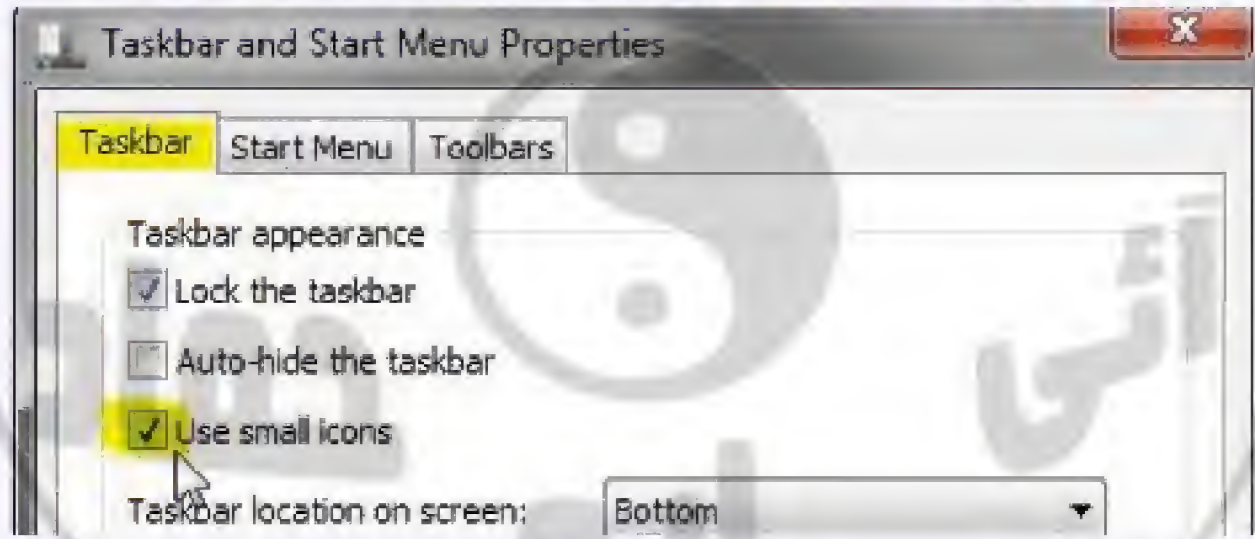 Taskbar and Start Menu Properties
Taskbar Start Menu Toolbars
Taskbar appearance
Lock the taskbar
Auto-hide the taskbar
Use small icons
Taskbar location on screen: Bottom